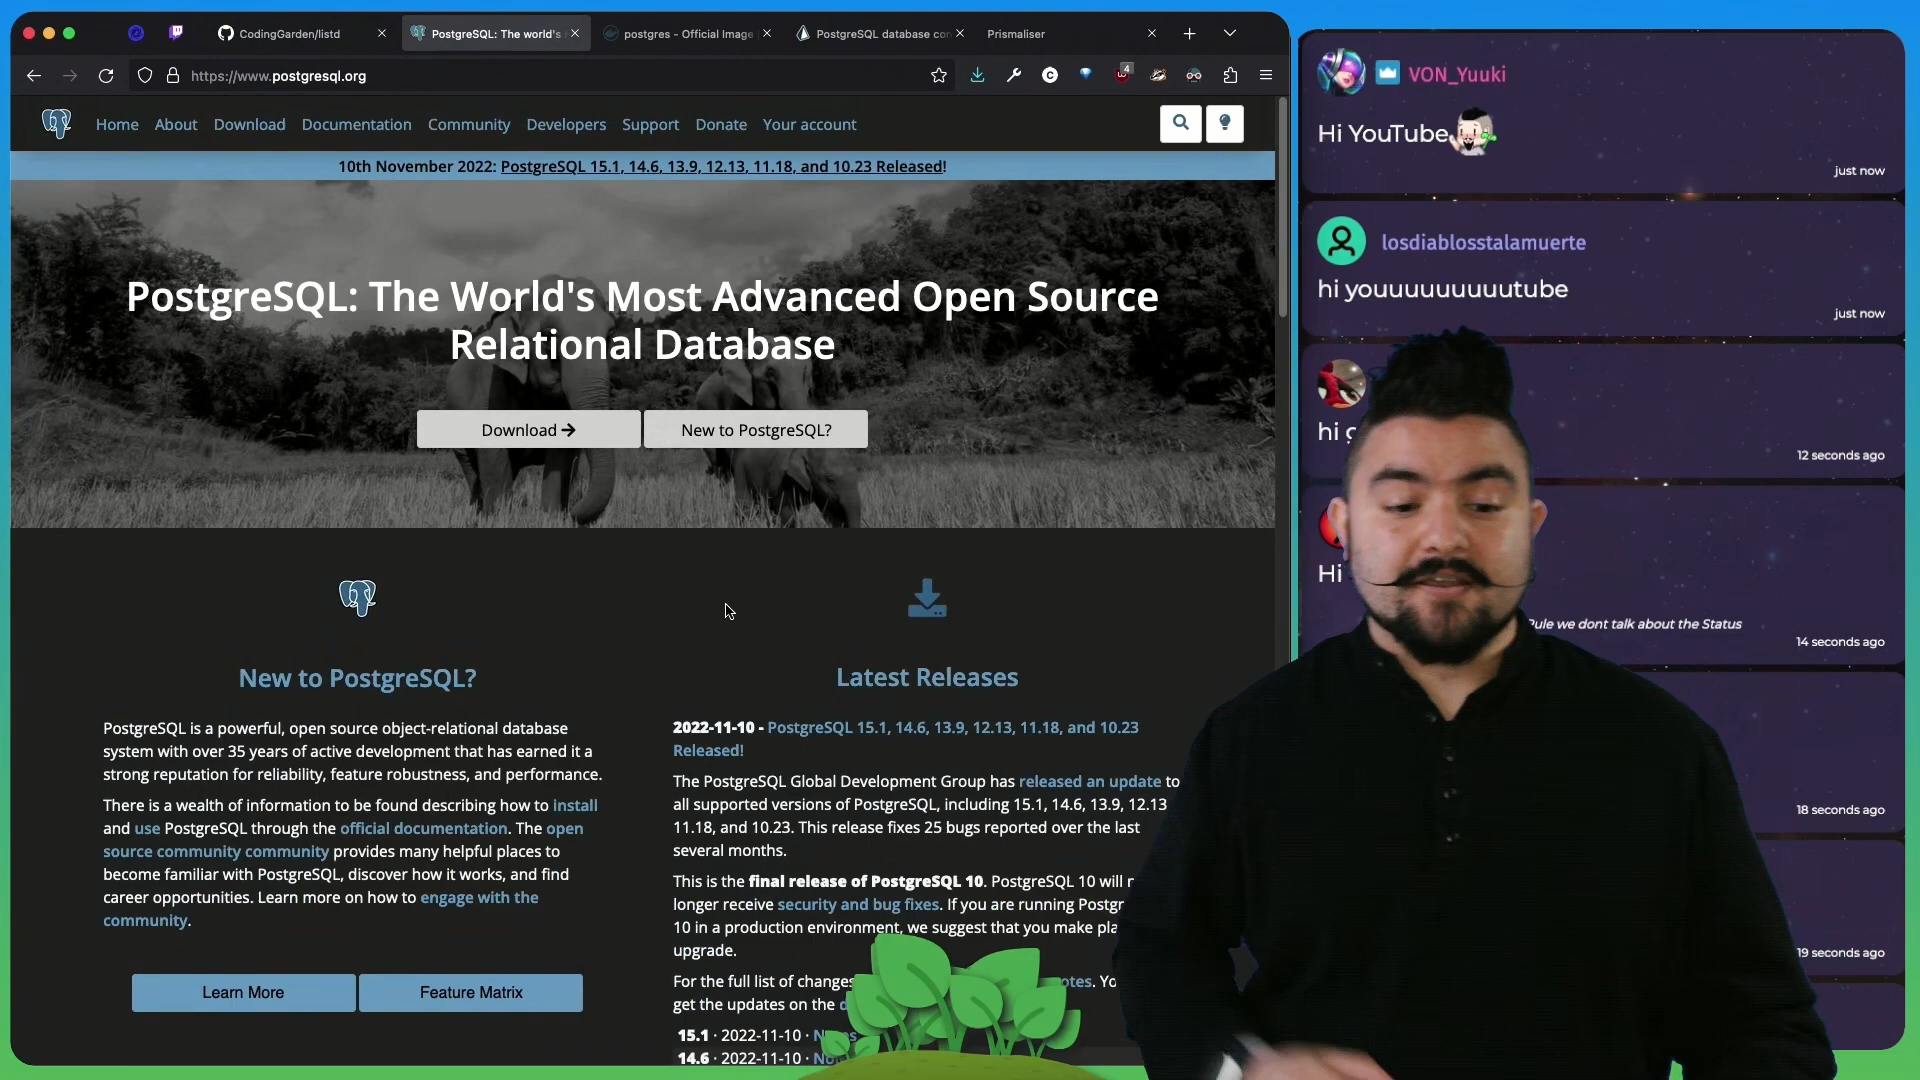 CodingGarden/listd
PostgreSQL: The world's
postgres - Official Image
PostgreSQL database con
Prismaliser
https://www.postgresql.org
4
Home About Download Documentation Community Developers Support Donate Your account
10th November 2022: PostgreSQL 15.1, 14.6, 13.9, 12.13, 11.18, and 10.23 Released!
PostgreSQL: The World's Most Advanced Open Source
Relational Database
Download
New to PostgreSQL?
New to PostgreSQL?
PostgreSQL is a powerful, open source object-relational database
system with over 35 years of active development that has earned it a
strong reputation for reliability, feature robustness, and performance.
There is a wealth of information to be found describing how to install
and use PostgreSQL through the official documentation. The open
source community community provides many helpful places to
become familiar with PostgreSQL, discover how it works, and find
career opportunities. Learn more on how to engage with the
community.
Learn More
Feature Matrix
Latest Releases
2022-11-10 - PostgreSQL 15.1, 14.6, 13.9, 12.13, 11.18, and 10.23
Released!
The PostgreSQL Global Development Group has released an update to
all supported versions of PostgreSQL, including 15.1, 14.6, 13.9, 12.13
11.18, and 10.23. This release fixes 25 bugs reported over the last
several months.
This is the final release of PostgreSQL 10. PostgreSQL 10 will
longer receive security and bug fixes. If you are running Postgr
10 in a production environment, we suggest that you make pla
upgrade.
For the full list of changes
get the updates on the
15.1 · 2022-11-10 ·
14.6 · 2022-11-10 ·
VON_Yuuki
Hi YouTube
just now
losdiablosstalamuerte
hi youuuuuuuuutube
just now
hi
12 seconds ago
Hi
Rule we dont talk about the Status
14 seconds ago
18 seconds ago
19 seconds ago